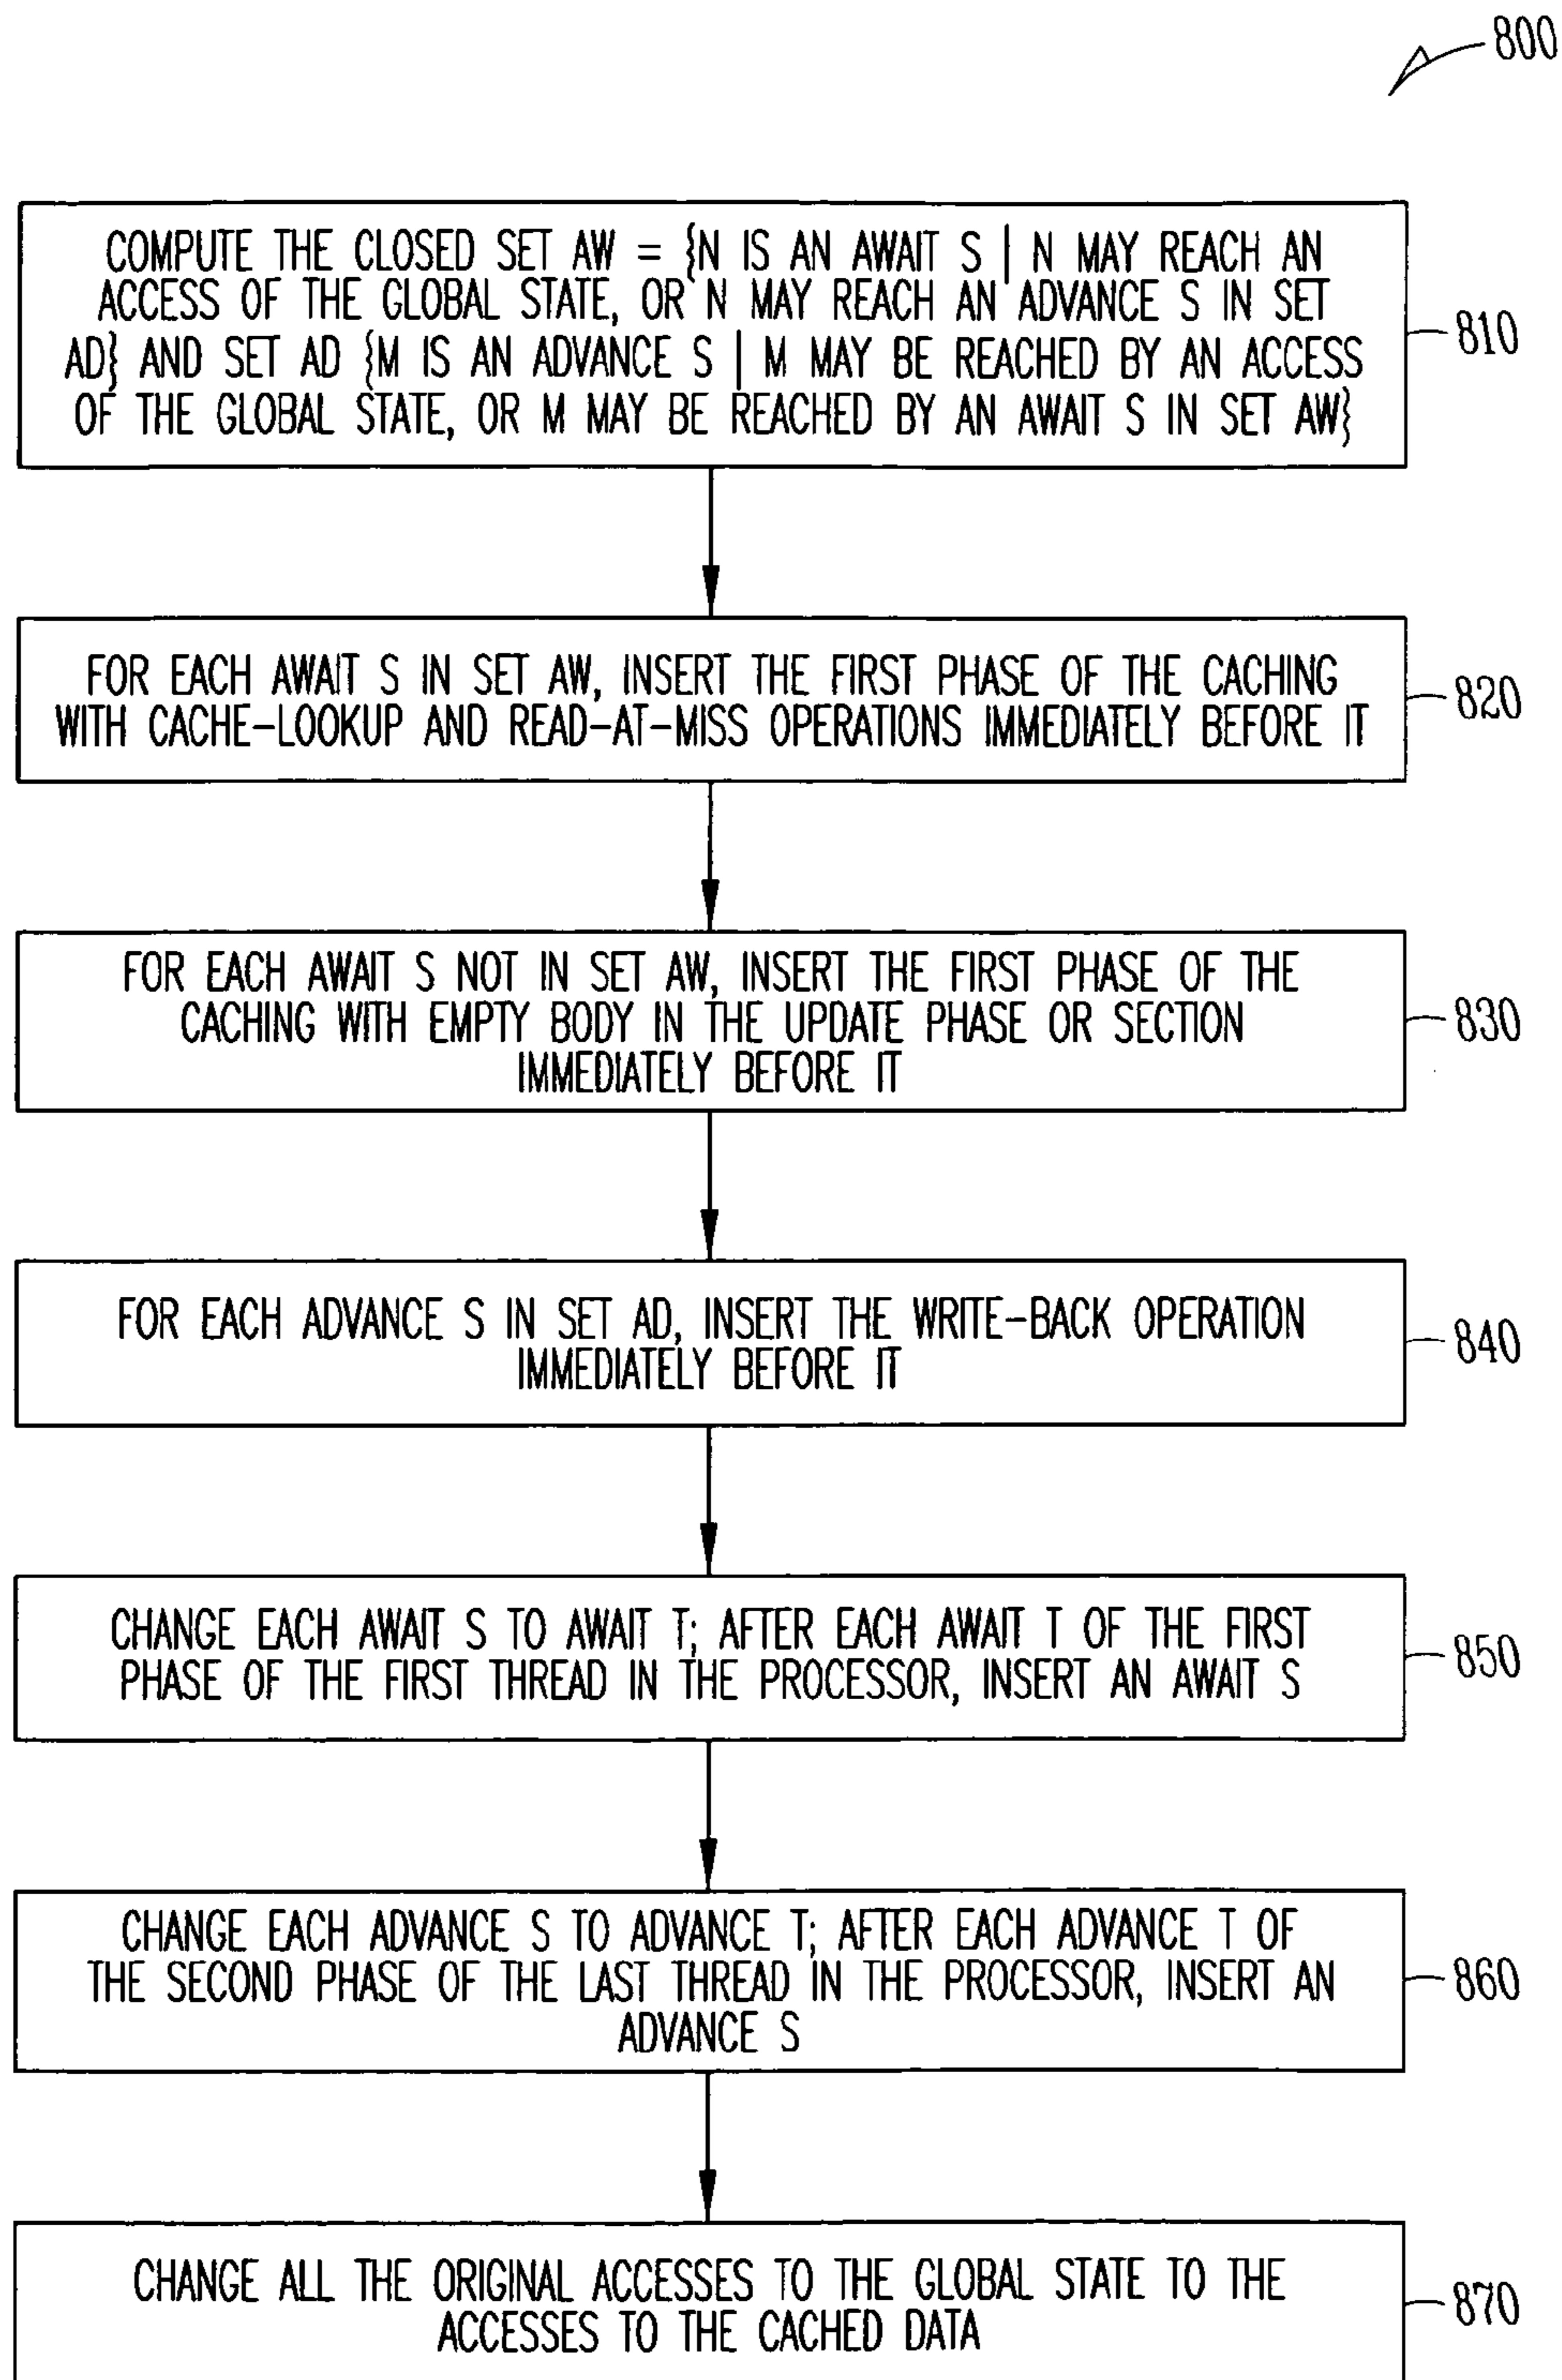 800
COMPUTE THE CLOSED SET AW = {N IS AN AWAIT S | N MAY REACH AN
ACCESS OF THE GLOBAL STATE, OR N MAY REACH AN ADVANCE S IN SET
AD} AND SET AD {M IS AN ADVANCE S | M MAY BE REACHED BY AN ACCESS
OF THE GLOBAL STATE, OR M MAY BE REACHED BY AN AWAIT S IN SET AW}
810
FOR EACH AWAIT S IN SET AW, INSERT THE FIRST PHASE OF THE CACHING
WITH CACHE-LOOKUP AND READ-AT-MISS OPERATIONS IMMEDIATELY BEFORE IT
820
FOR EACH AWAIT S NOT IN SET AW, INSERT THE FIRST PHASE OF THE
CACHING WITH EMPTY BODY IN THE UPDATE PHASE OR SECTION
IMMEDIATELY BEFORE IT
830
FOR EACH ADVANCE S IN SET AD, INSERT THE WRITE-BACK OPERATION
IMMEDIATELY BEFORE IT
840
CHANGE EACH AWAIT S TO AWAIT T; AFTER EACH AWAIT T OF THE FIRST
PHASE OF THE FIRST THREAD IN THE PROCESSOR, INSERT AN AWAIT S
850
CHANGE EACH ADVANCE S TO ADVANCE T; AFTER EACH ADVANCE T OF
THE SECOND PHASE OF THE LAST THREAD IN THE PROCESSOR, INSERT AN
ADVANCE S
860
CHANGE ALL THE ORIGINAL ACCESSES TO THE GLOBAL STATE TO THE
ACCESSES TO THE CACHED DATA
870